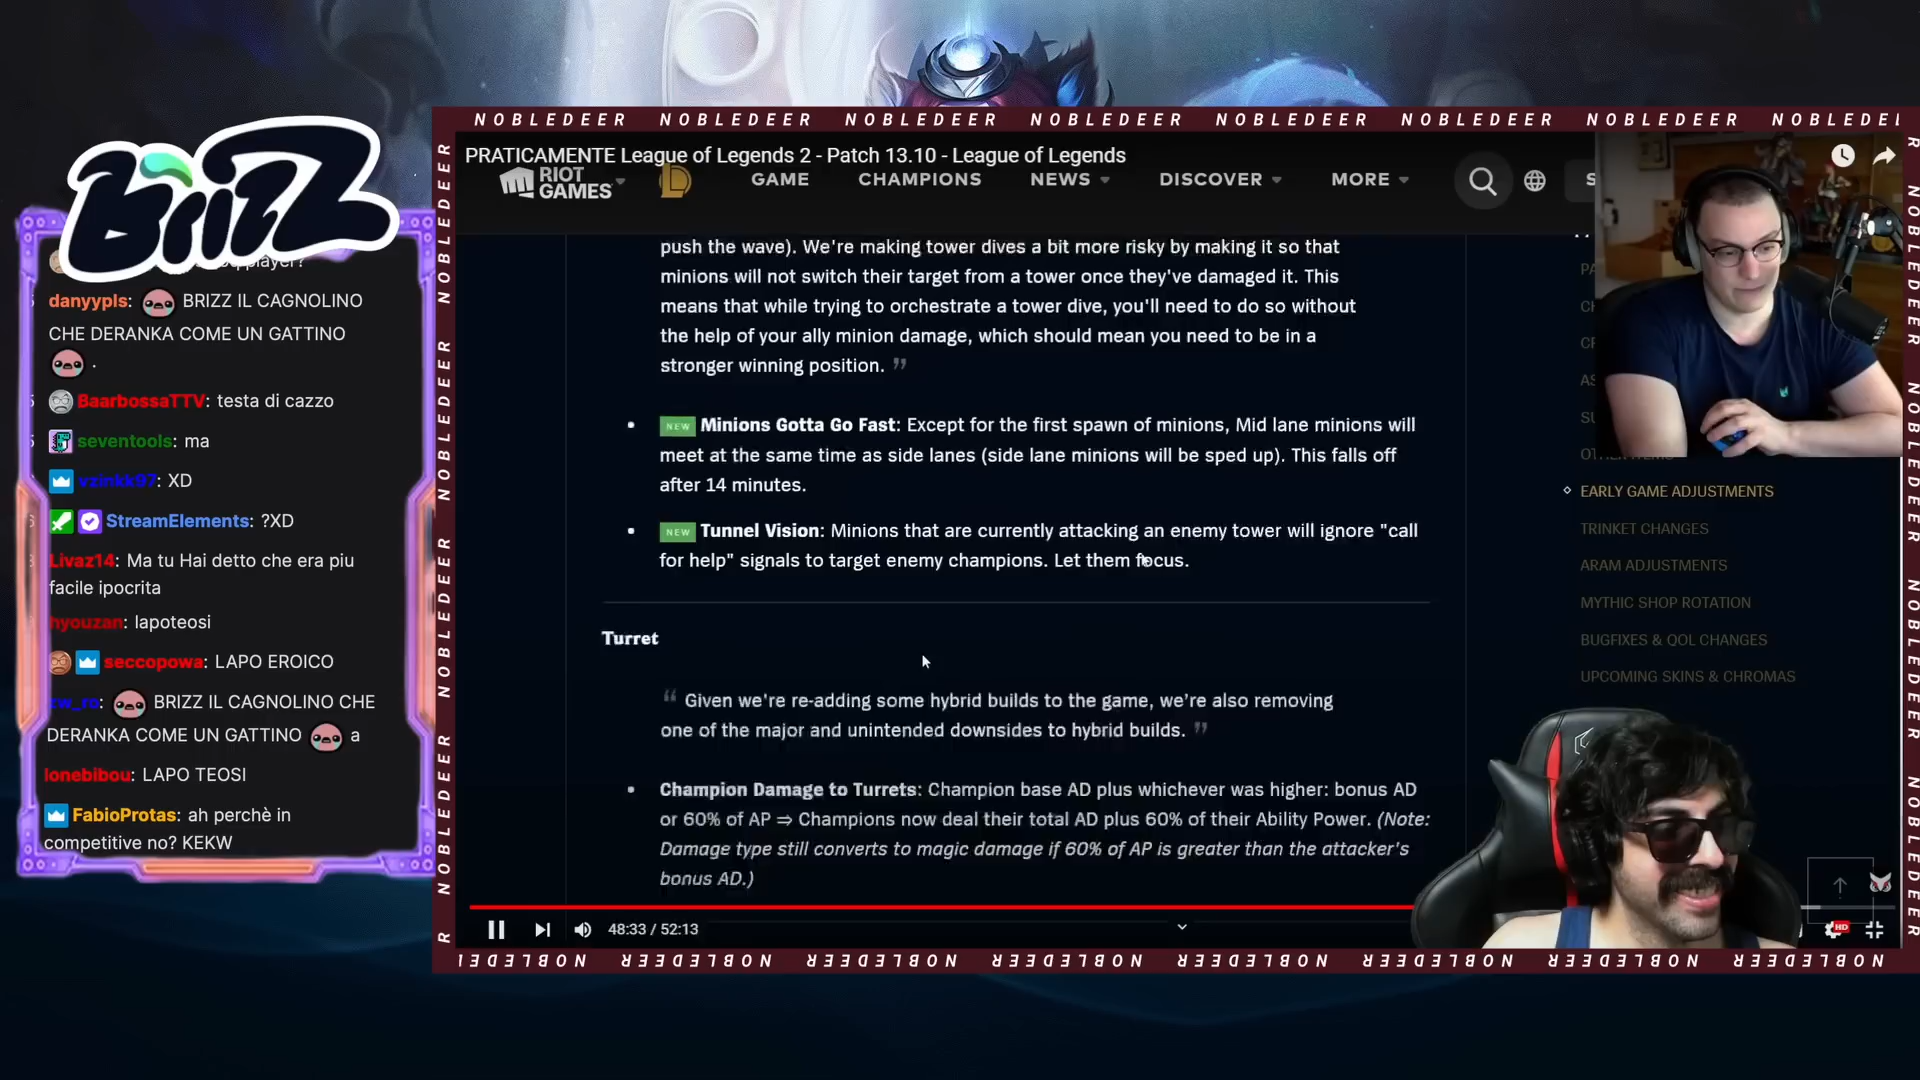 NOBLEDEER NOBLEDEER NOBLEDEER NOBLEDEER NOBLEDEER NOBLEDEER NOBLEDEER
PRATICAMENTE League of Legends 2 - Patch 13.10 - League of Legends
RIOT GAMES GAME CHAMPIONS NEWS DISCOVER MORE
push the wave). We're making tower dives a bit more risky by making it so that
minions will not switch their target from a tower once they've damaged it. This
means that while trying to orchestrate a tower dive, you'll need to do so without
the help of your ally minion damage, which should mean you need to be in a
stronger winning position. ”
• NEW Minions Gotta Go Fast: Except for the first spawn of minions, Mid lane minions will
meet at the same time as side lanes (side lane minions will be sped up). This falls off
after 14 minutes.
• NEW Tunnel Vision: Minions that are currently attacking an enemy tower will ignore "call
for help" signals to target enemy champions. Let them focus.
Turret
“ Given we're re-adding some hybrid builds to the game, we're also removing
one of the major and unintended downsides to hybrid builds. ”
• Champion Damage to Turrets: Champion base AD plus whichever was higher: bonus AD
or 60% of AP ⇒ Champions now deal their total AD plus 60% of their Ability Power. (Note:
Damage type still converts to magic damage if 60% of AP is greater than the attacker's
bonus AD.)
48:33 / 52:13
HD
EARLY GAME ADJUSTMENTS
TRINKET CHANGES
ARAM ADJUSTMENTS
MYTHIC SHOP ROTATION
BUGFIXES & QOL CHANGES
UPCOMING SKINS & CHROMAS
BriZZ
player?
danyypls: BRIZZ IL CAGNOLINO
CHE DERANKA COME UN GATTINO
.
BaarbossaTTV: testa di cazzo
seventools: ma
vzinkk97: XD
StreamElements: ?XD
Livaz14: Ma tu Hai detto che era piu
facile ipocrita
hyouzan: lapoteosi
seccopowa: LAPO EROICO
BRIZZ IL CAGNOLINO CHE
DERANKA COME UN GATTINO a
lonebibou: LAPO TEOSI
FabioProtas: ah perchè in
competitive no? KEKW
NOBLEDEER NOBLEDEER NOBLEDEER NOBLEDEER NOBLEDEER NOBLEDEER NOBLEDEER